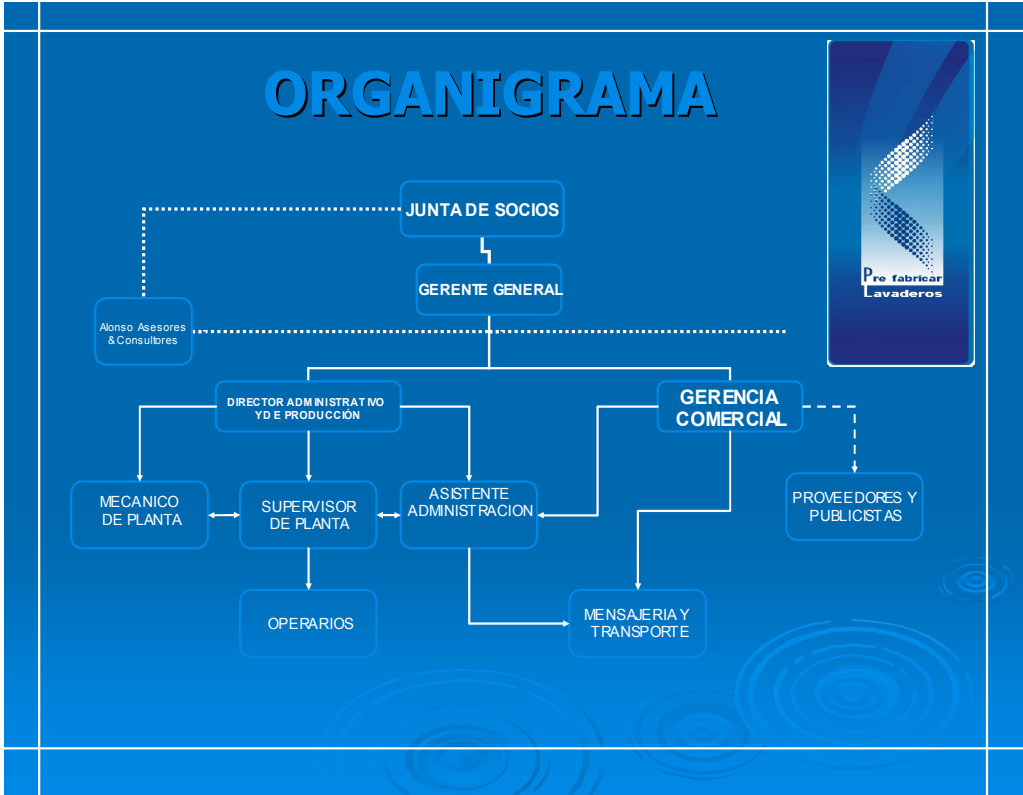 ORGANIGRAMA
Pre fabricar
Lavaderos
JUNTA DE SOCIOS
GERENTE GENERAL
Alonso Asesores
& Consultores
DIRECTOR ADMINISTRATIVO
Y DE PRODUCCIÓN
GERENCIA
COMERCIAL
MECANICO
DE PLANTA
SUPERVISOR
DE PLANTA
ASISTENTE
ADMINISTRACION
PROVEEDORES Y
PUBLICISTAS
OPERARIOS
MENSAJERIA Y
TRANSPORTE